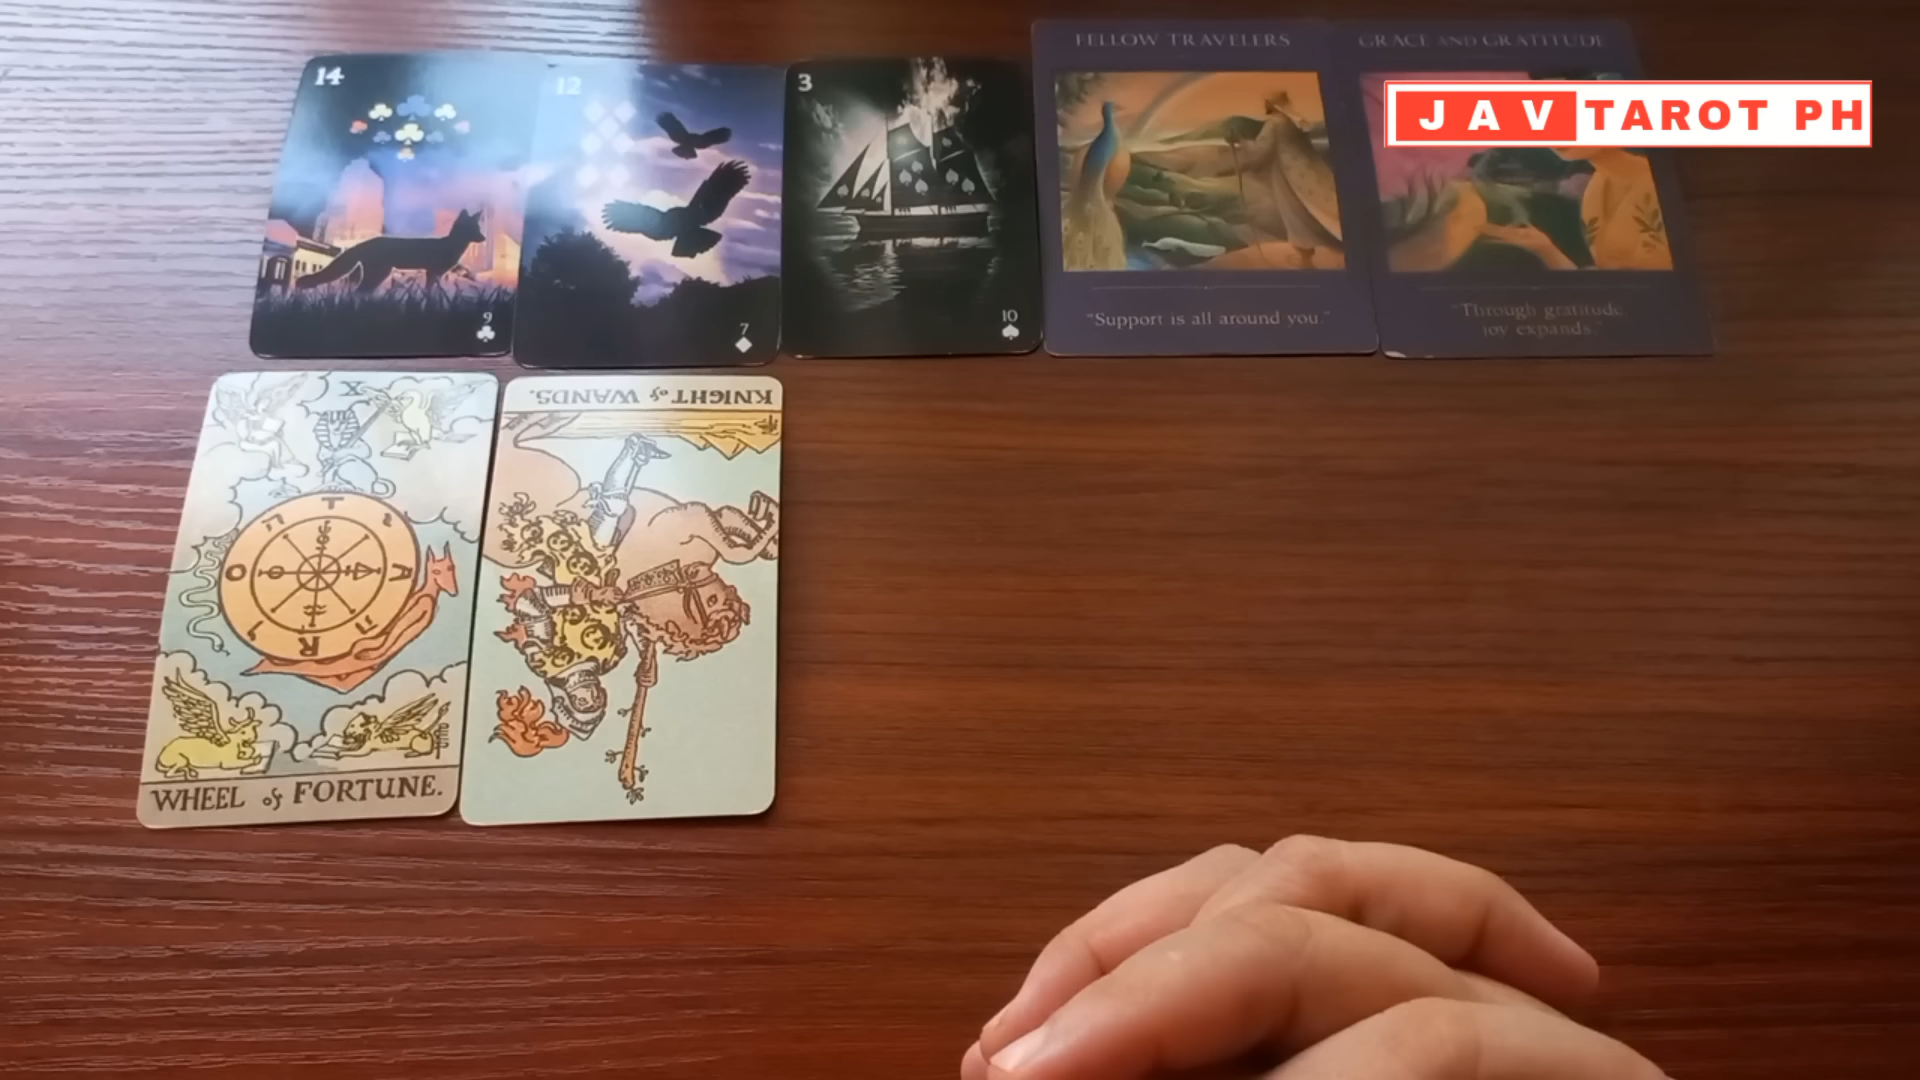 14
9
12
7
3
10
FELLOW TRAVELERS
"Support is all around you."
GRACE AND GRATITUDE
"Through gratitude,
joy expands."
JAV TAROT PH
X
T
A
R
O
WHEEL of FORTUNE.
KNIGHT of WANDS.